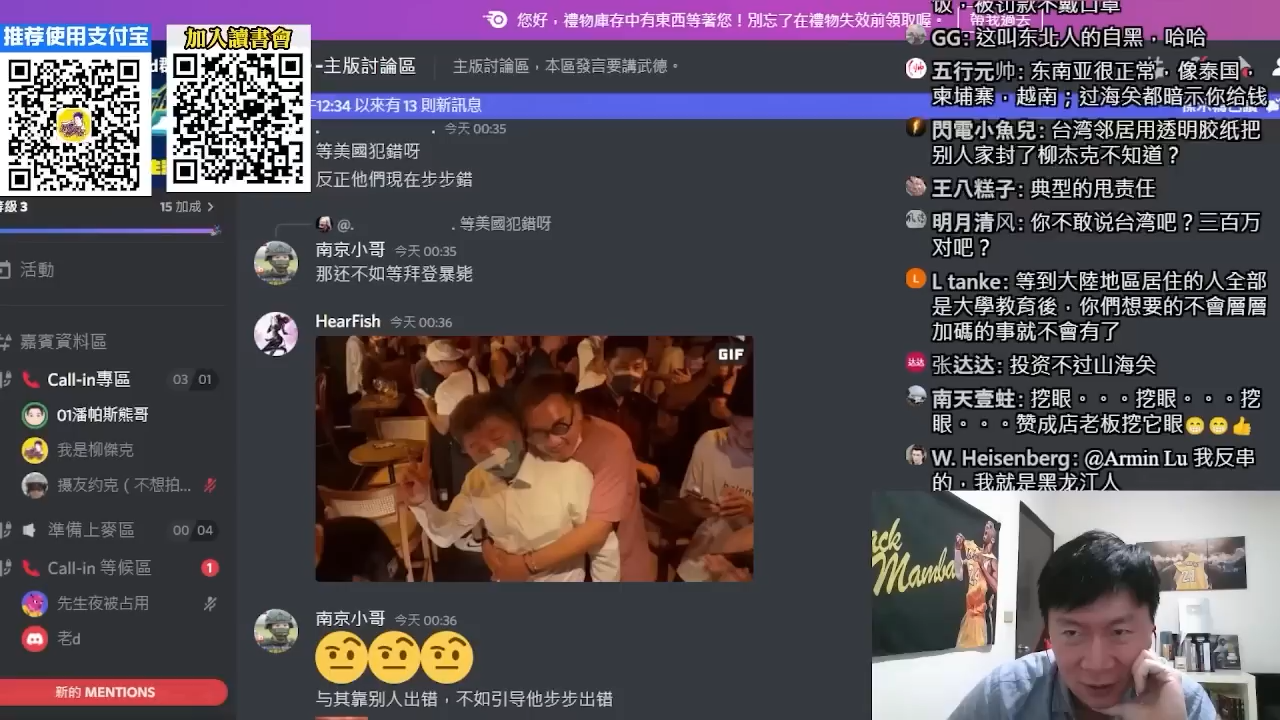 您好，禮物庫存中有東西等著您！別忘了在禮物失效前領取喔。
帶我過去
推荐使用支付宝
加入讀書會
-主版討論區
主版討論區，本區發言要講武德。
12:34 以來有 13 則新訊息
今天 00:35
等美國犯錯呀
反正他們現在步步錯
@. . 等美國犯錯呀
南京小哥 今天 00:35
那还不如等拜登暴毙
HearFish 今天 00:36
GIF
南京小哥 今天 00:36
与其靠别人出错，不如引导他步步出错
等級 3
15 加成
活動
嘉賓資料區
Call-in專區 03 01
01潘帕斯熊哥
我是柳傑克
摄友约克（不想拍...
準備上麥區 00 04
Call-in 等候區 1
先生夜被占用
老d
新的 MENTIONS
饭，被罚款不戴口罩
GG: 这叫东北人的自黑，哈哈
五行元帅: 东南亚很正常，像泰国，
柬埔寨，越南；过海关都暗示你给钱
閃電小魚兒: 台湾邻居用透明胶纸把
别人家封了柳杰克不知道？
王八糕子: 典型的甩责任
明月清风: 你不敢说台湾吧？三百万
对吧？
L tanke: 等到大陸地區居住的人全部
是大學教育後，你們想要的不會層層
加碼的事就不會有了
张达达: 投资不过山海关
南天壹蛀: 挖眼。。。挖眼。。。挖
眼。。。赞成店老板挖它眼😁😁👍
W. Heisenberg: @Armin Lu 我反串
的，我就是黑龙江人
Mamba